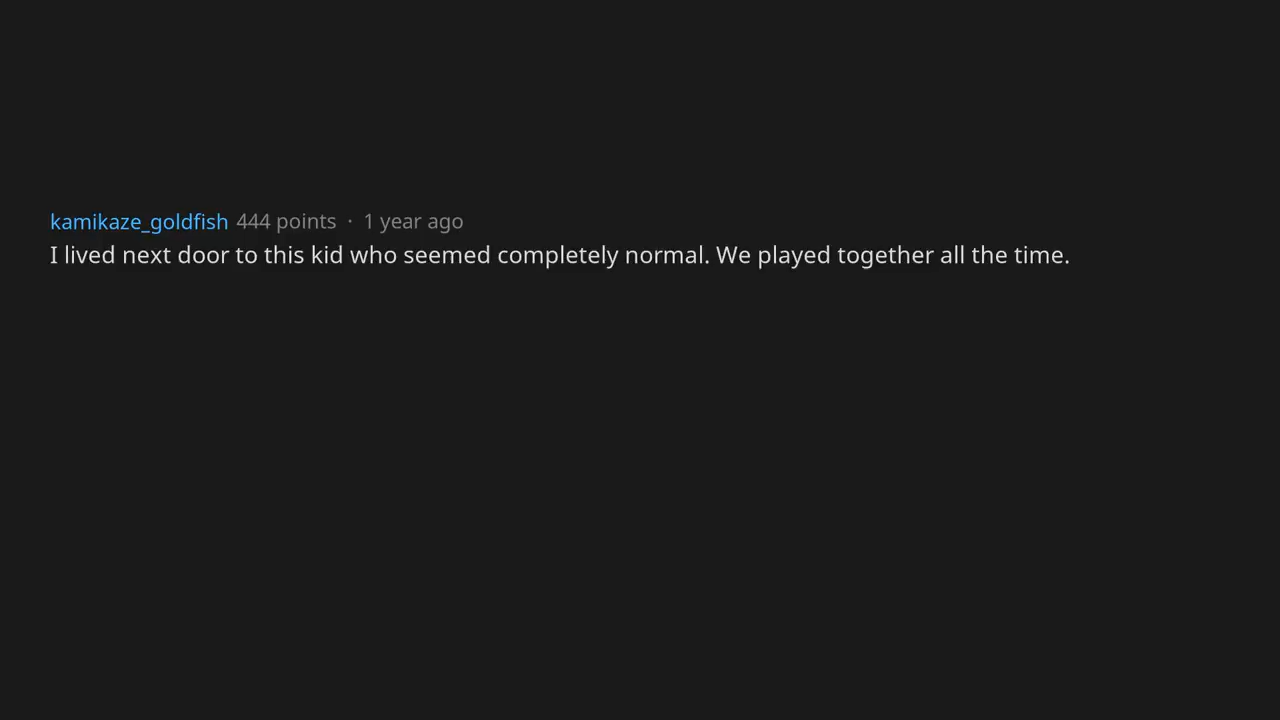 kamikaze_goldfish 444 points · 1 year ago
I lived next door to this kid who seemed completely normal. We played together all the time.